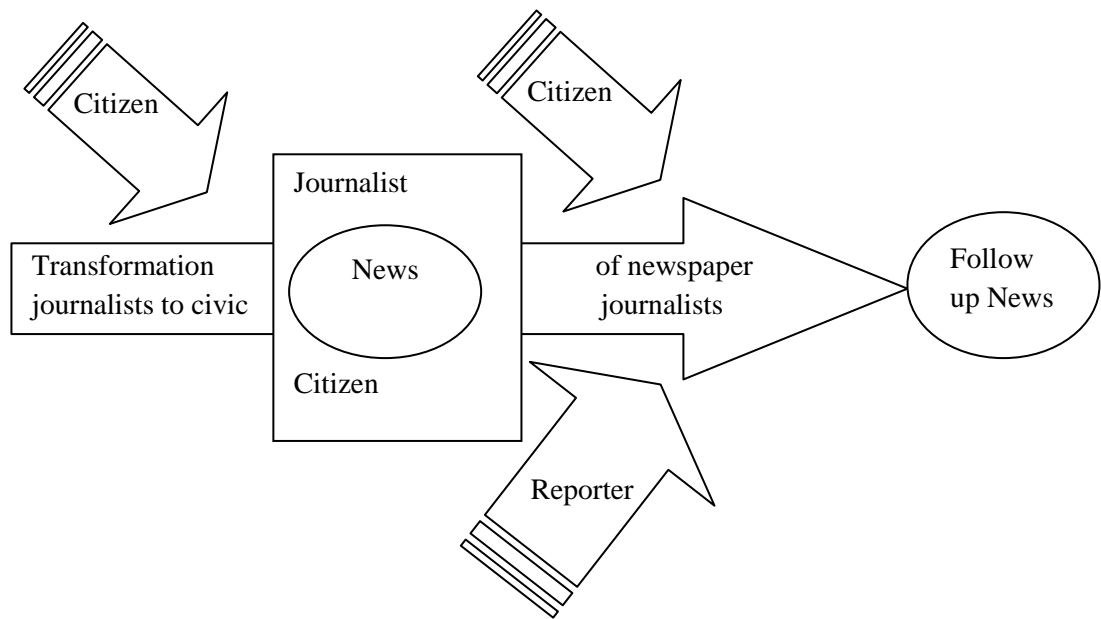 Citizen
Citizen
Journalist
Transformation
journalists to civic
News
of newspaper
journalists
Follow
up News
Citizen
Reporter